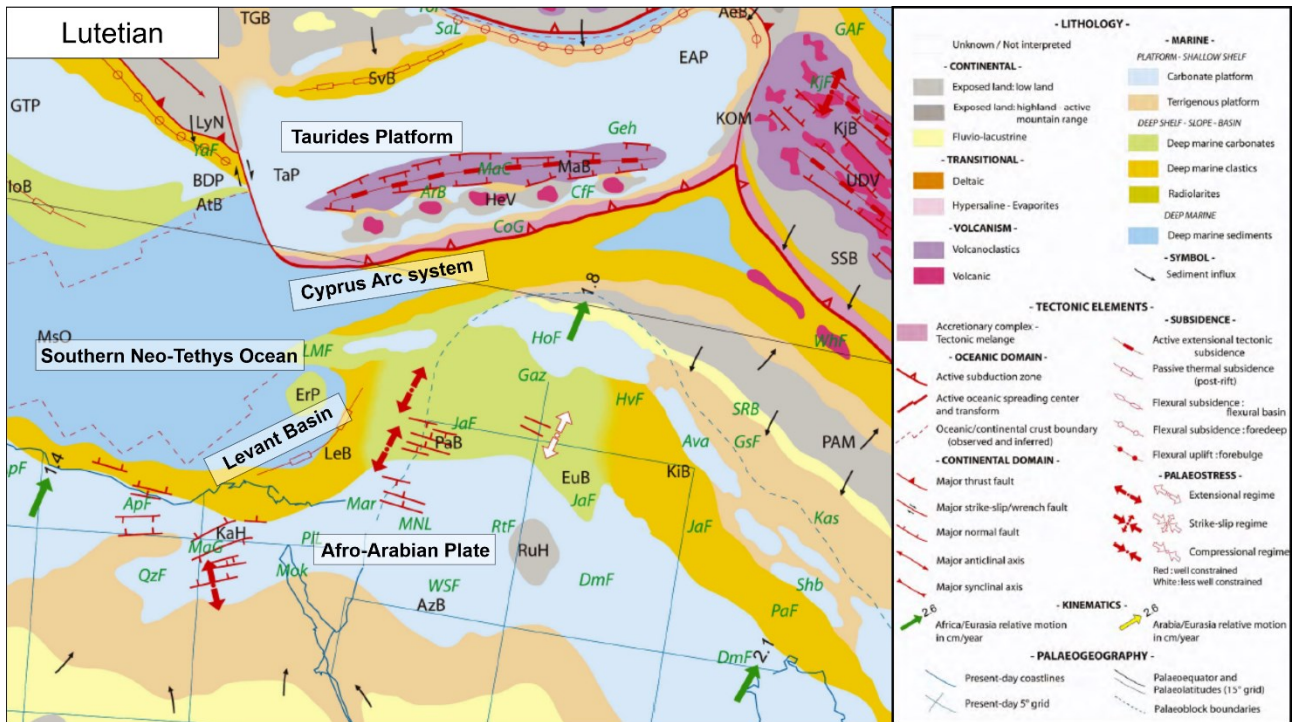 Lutetian
TGB
SaL
AeB
GAF
EAP
SvB
GTP
KjF
LyN
KOM
KjB
Taurides Platform
Geh
YaF
MaB
MaC
UDV
BDP
TaP
IoB
ArB
HeV
CfF
AtB
CoG
SSB
Cyprus Arc system
1.8
MsO
HoF
WhF
Southern Neo-Tethys Ocean
LMF
Gaz
ErP
HvF
SRB
JaF
PaB
Ava
GsF
PAM
Levant Basin
LeB
KiB
1.4
pF
EuB
ApF
Mar
JaF
Kas
MNL
RtF
JaF
KaH
MaG
PlL
Afro-Arabian Plate
RuH
QzF
Mok
WSF
DmF
Shb
AzB
PaF
DmF
2.1
- LITHOLOGY -
Unknown / Not interpreted
- CONTINENTAL -
Exposed land: low land
Exposed land: highland - active
mountain range
Fluvio-lacustrine
- TRANSITIONAL -
Deltaic
Hypersaline - Evaporites
- VOLCANISM -
Volcanoclastics
Volcanic
- MARINE -
PLATFORM - SHALLOW SHELF
Carbonate platform
Terrigenous platform
DEEP SHELF - SLOPE - BASIN
Deep marine carbonates
Deep marine clastics
Radiolarites
DEEP MARINE
Deep marine sediments
- SYMBOL -
Sediment influx
- TECTONIC ELEMENTS -
Accretionary complex -
Tectonic melange
- OCEANIC DOMAIN -
Active subduction zone
Active oceanic spreading center
and transform
Oceanic/continental crust boundary
(observed and inferred)
- CONTINENTAL DOMAIN -
Major thrust fault
Major strike-slip/wrench fault
Major normal fault
Major anticlinal axis
Major synclinal axis
- SUBSIDENCE -
Active extensional tectonic
subsidence
Passive thermal subsidence
(post-rift)
Flexural subsidence :
flexural basin
Flexural subsidence : foredeep
Flexural uplift : forebulge
- PALAEOSTRESS -
Extensional regime
Strike-slip regime
Compressional regime
Red : well constrained
White : less well constrained
- KINEMATICS -
2.6
Africa/Eurasia relative motion
in cm/year
2.6
Arabia/Eurasia relative motion
in cm/year
- PALAEOGEOGRAPHY -
Present-day coastlines
Present-day 5° grid
Palaeoequator and
Palaeolatitudes (15° grid)
Palaeoblock boundaries